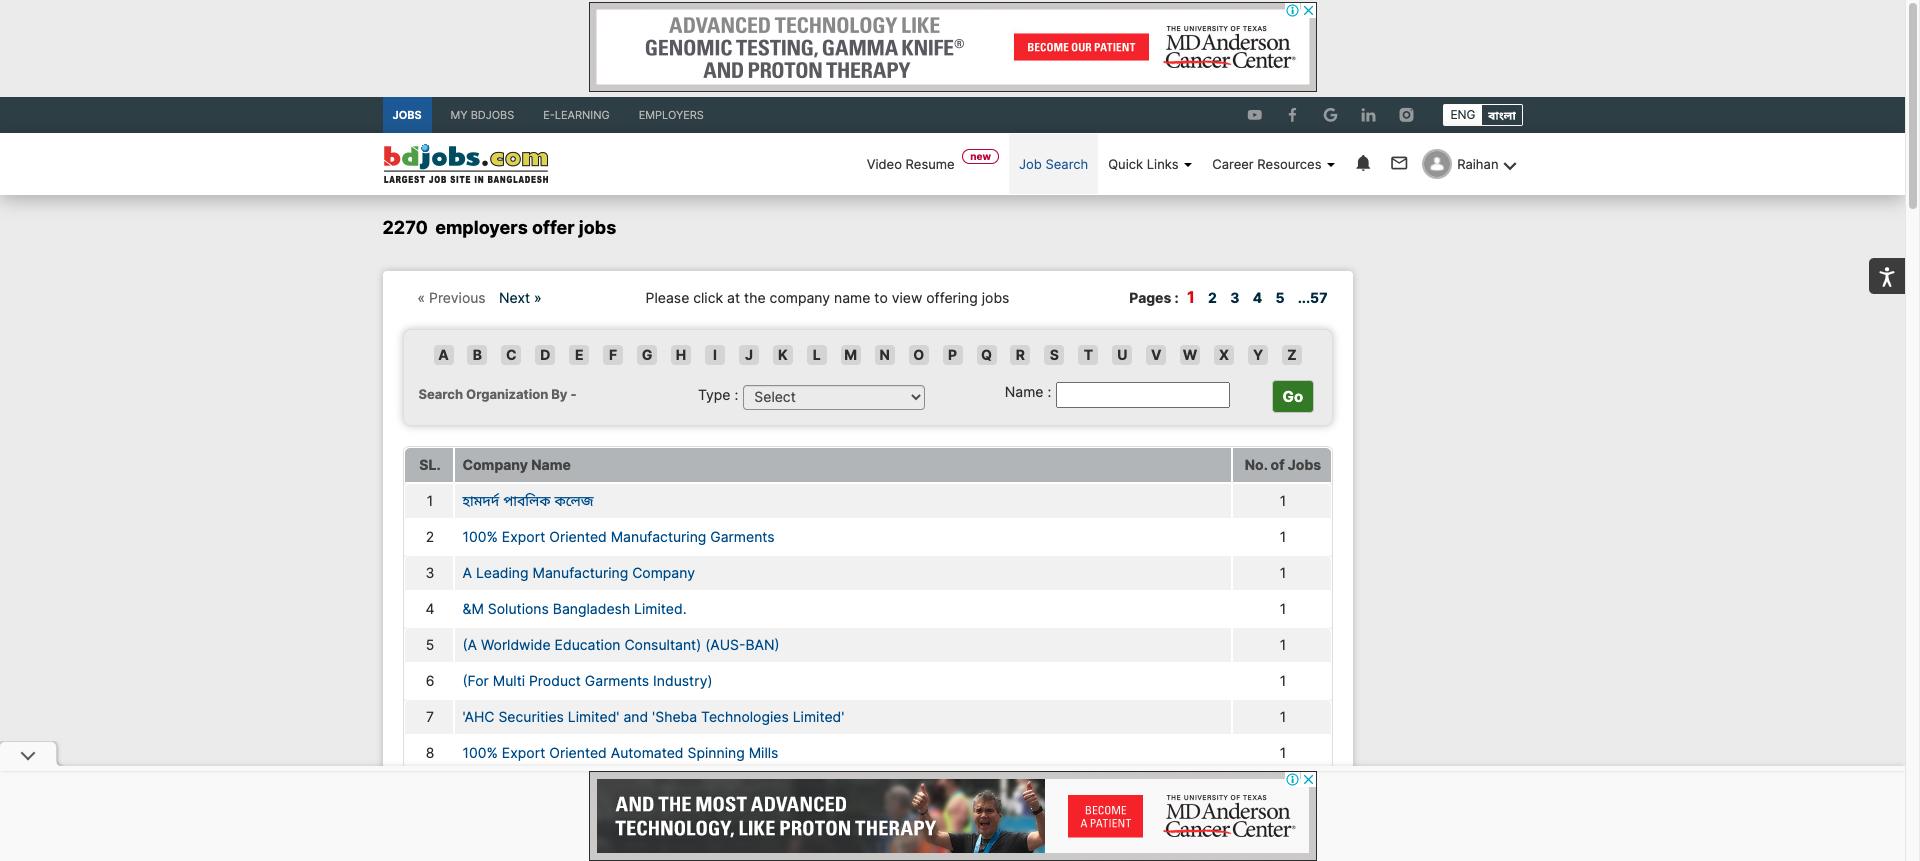 ADVANCED TECHNOLOGY LIKE
GENOMIC TESTING, GAMMA KNIFE®
AND PROTON THERAPY
BECOME OUR PATIENT
THE UNIVERSITY OF TEXAS
MD Anderson
Cancer Center®
JOBS MY BDJOBS E-LEARNING EMPLOYERS ENG বাংলা
bdjobs.com
LARGEST JOB SITE IN BANGLADESH
Video Resume new Job Search Quick Links Career Resources Raihan
2270 employers offer jobs
« Previous Next » Please click at the company name to view offering jobs Pages : 1 2 3 4 5 ...57
A B C D E F G H I J K L M N O P Q R S T U V W X Y Z
Search Organization By - Type : Select Name : Go
SL. Company Name No. of Jobs
1 হামদর্দ পাবলিক কলেজ 1
2 100% Export Oriented Manufacturing Garments 1
3 A Leading Manufacturing Company 1
4 &M Solutions Bangladesh Limited. 1
5 (A Worldwide Education Consultant) (AUS-BAN) 1
6 (For Multi Product Garments Industry) 1
7 'AHC Securities Limited' and 'Sheba Technologies Limited' 1
8 100% Export Oriented Automated Spinning Mills 1
AND THE MOST ADVANCED
TECHNOLOGY, LIKE PROTON THERAPY
BECOME
A PATIENT
THE UNIVERSITY OF TEXAS
MD Anderson
Cancer Center®